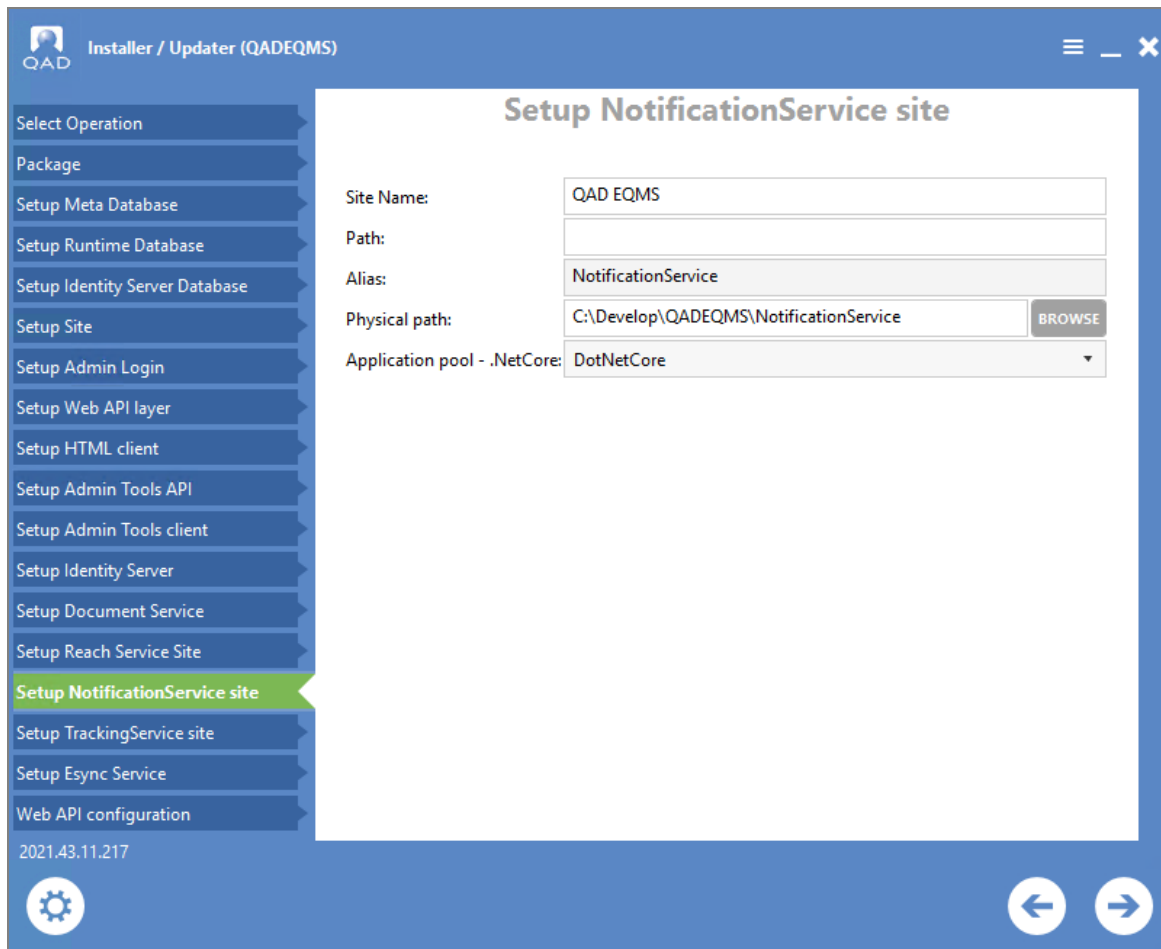 QAD
Installer / Updater (QADEQMS)
Select Operation
Package
Setup Meta Database
Setup Runtime Database
Setup Identity Server Database
Setup Site
Setup Admin Login
Setup Web API layer
Setup HTML client
Setup Admin Tools API
Setup Admin Tools client
Setup Identity Server
Setup Document Service
Setup Reach Service Site
Setup NotificationService site
Setup TrackingService site
Setup Esync Service
Web API configuration
2021.43.11.217
Setup NotificationService site
Site Name: QAD EQMS
Path:
Alias: NotificationService
Physical path: C:\Develop\QADEQMS\NotificationService BROWSE
Application pool - .NetCore: DotNetCore